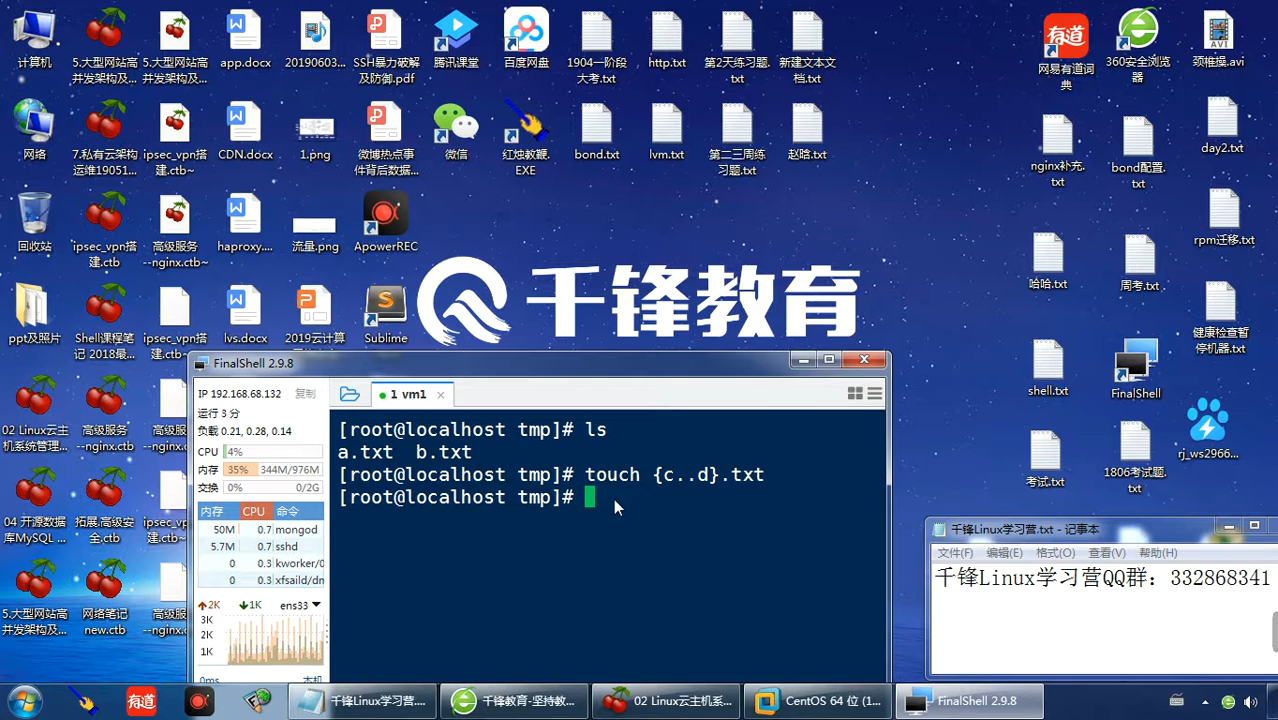 计算机
5.大型网站高
并发架构及...
5.大型网站高
并发架构及...
app.docx
20190603...
SSH暴力破解
及防御.pdf
腾讯课堂
百度网盘
1904一阶段
大考.txt
http.txt
第2天练习题.
txt
新建文本文
档.txt
网易有道词
典
360安全浏览
器
AVI
颈椎操.avi
网络
7.私有云架构
运维19051...
ipsec_vpn搭
建.ctb~
CDN.docx
1.png
微博热点事
件背后数据...
微信
红烛教鞭.
EXE
bond.txt
lvm.txt
第二三周练
习题.txt
赵晗.txt
nginx补充.
txt
bond配置.
txt
day2.txt
回收站
ipsec_vpn搭
建.ctb
高级服务
--nginx.ctb~
haproxy....
流量.png
ApowerREC
哈哈.txt
周考.txt
rpm迁移.txt
千锋教育
ppt及照片
Shell课程笔
记 2018最...
ipsec_vpn搭
建.ctb~
lvs.docx
2019云计算
Sublime
shell.txt
FinalShell
健康检查暂
停机器.txt
02 Linux云主
机系统管理...
高级服务
--nginx.ctb
高级服务
--nginx.c
考试.txt
1806考试题.
txt
rj_ws2966...
04 开源数据
库MySQL ...
拓展.高级安
全.ctb
ipsec_v
建.ct
5.大型网站高
并发架构及...
网络笔记
new.ctb
高级服
--nginx.
FinalShell 2.9.8
IP 192.168.68.132 复制
运行 3 分
负载 0.21, 0.28, 0.14
CPU 4%
内存 35% 344M/976M
交换 0% 0/2G
内存 CPU 命令
50M 0.7 mongod
5.7M 0.7 sshd
0 0.3 kworker/0
0 0.3 xfsaild/dm
2K 1K ens33
3K
1K
0ms 本机
1 vm1
[root@localhost tmp]# ls
a.txt b.txt
[root@localhost tmp]# touch {c..d}.txt
[root@localhost tmp]#
千锋Linux学习营.txt - 记事本
文件(F) 编辑(E) 格式(O) 查看(V) 帮助(H)
千锋Linux学习营QQ群：332868341
有道
千锋Linux学习营....
千锋教育-坚持教...
02 Linux云主机系...
CentOS 64 位 (1...
FinalShell 2.9.8